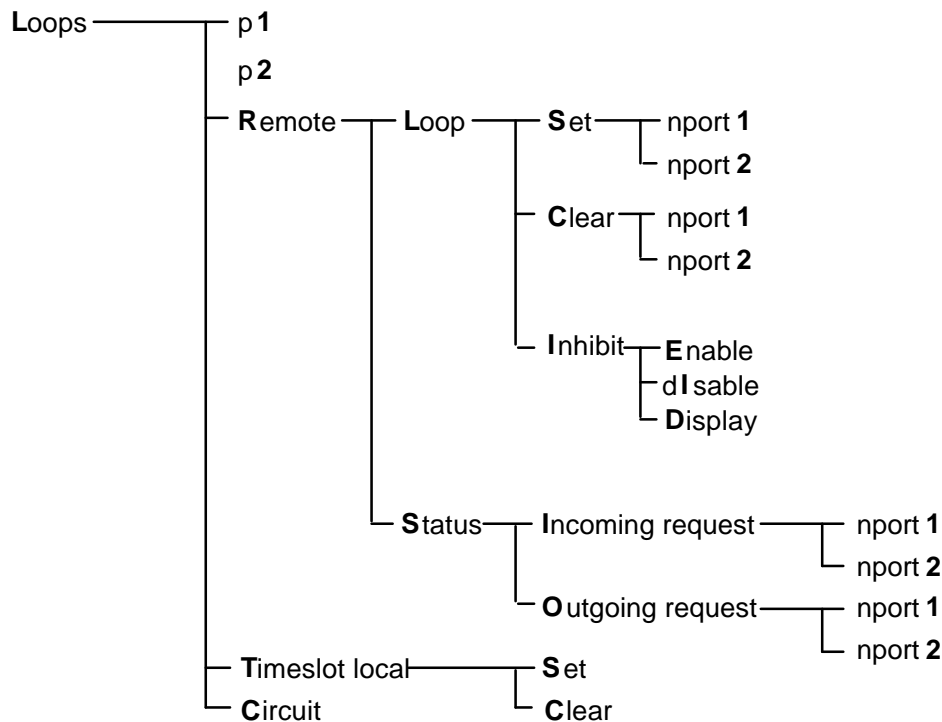 Loops p1
p2
Remote Loop Set nport 1
nport 2
Clear nport 1
nport 2
Inhibit Enable
dIsable
Display
Status Incoming request nport 1
nport 2
Outgoing request nport 1
nport 2
Timeslot local Set
Circuit Clear